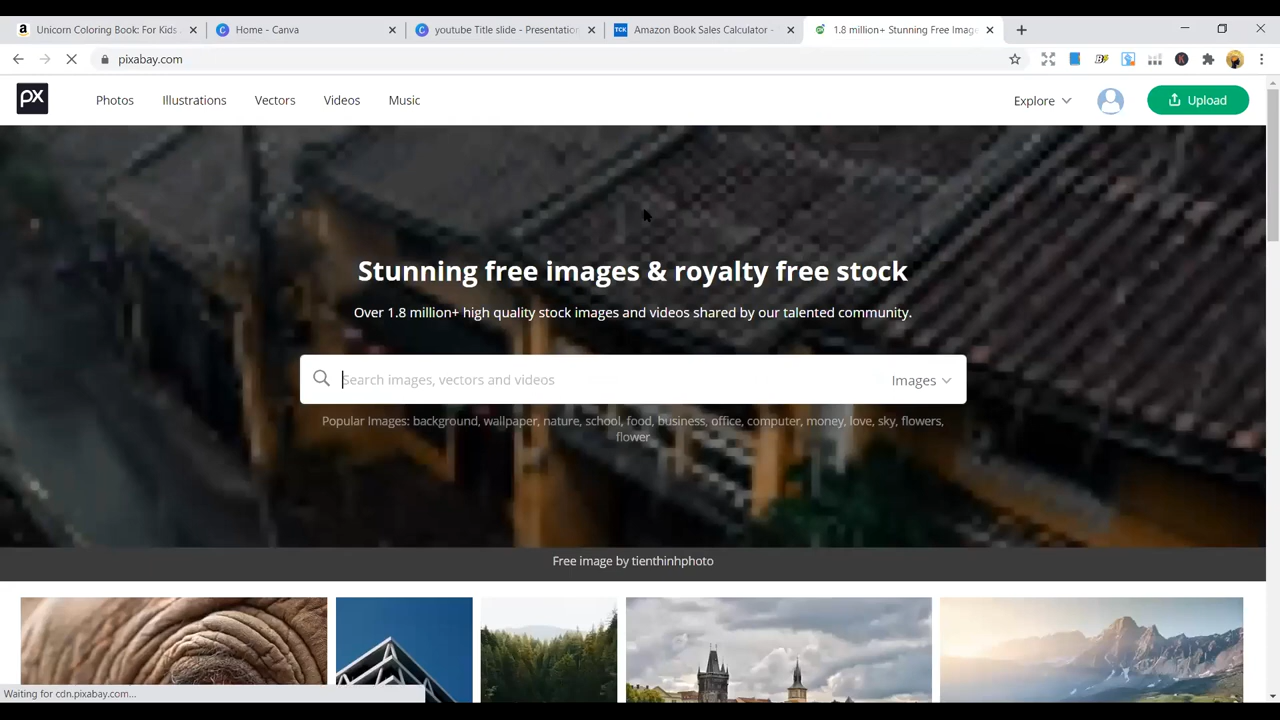 Unicorn Coloring Book: For Kids
Home - Canva
youtube Title slide - Presentation
Amazon Book Sales Calculator -
1.8 million+ Stunning Free Imag
pixabay.com
px
Photos
Illustrations
Vectors
Videos
Music
Explore
Upload
Stunning free images & royalty free stock
Over 1.8 million+ high quality stock images and videos shared by our talented community.
Search images, vectors and videos
Images
Popular Images: background, wallpaper, nature, school, food, business, office, computer, money, love, sky, flowers,
flower
Free image by tienthinhphoto
Waiting for cdn.pixabay.com...